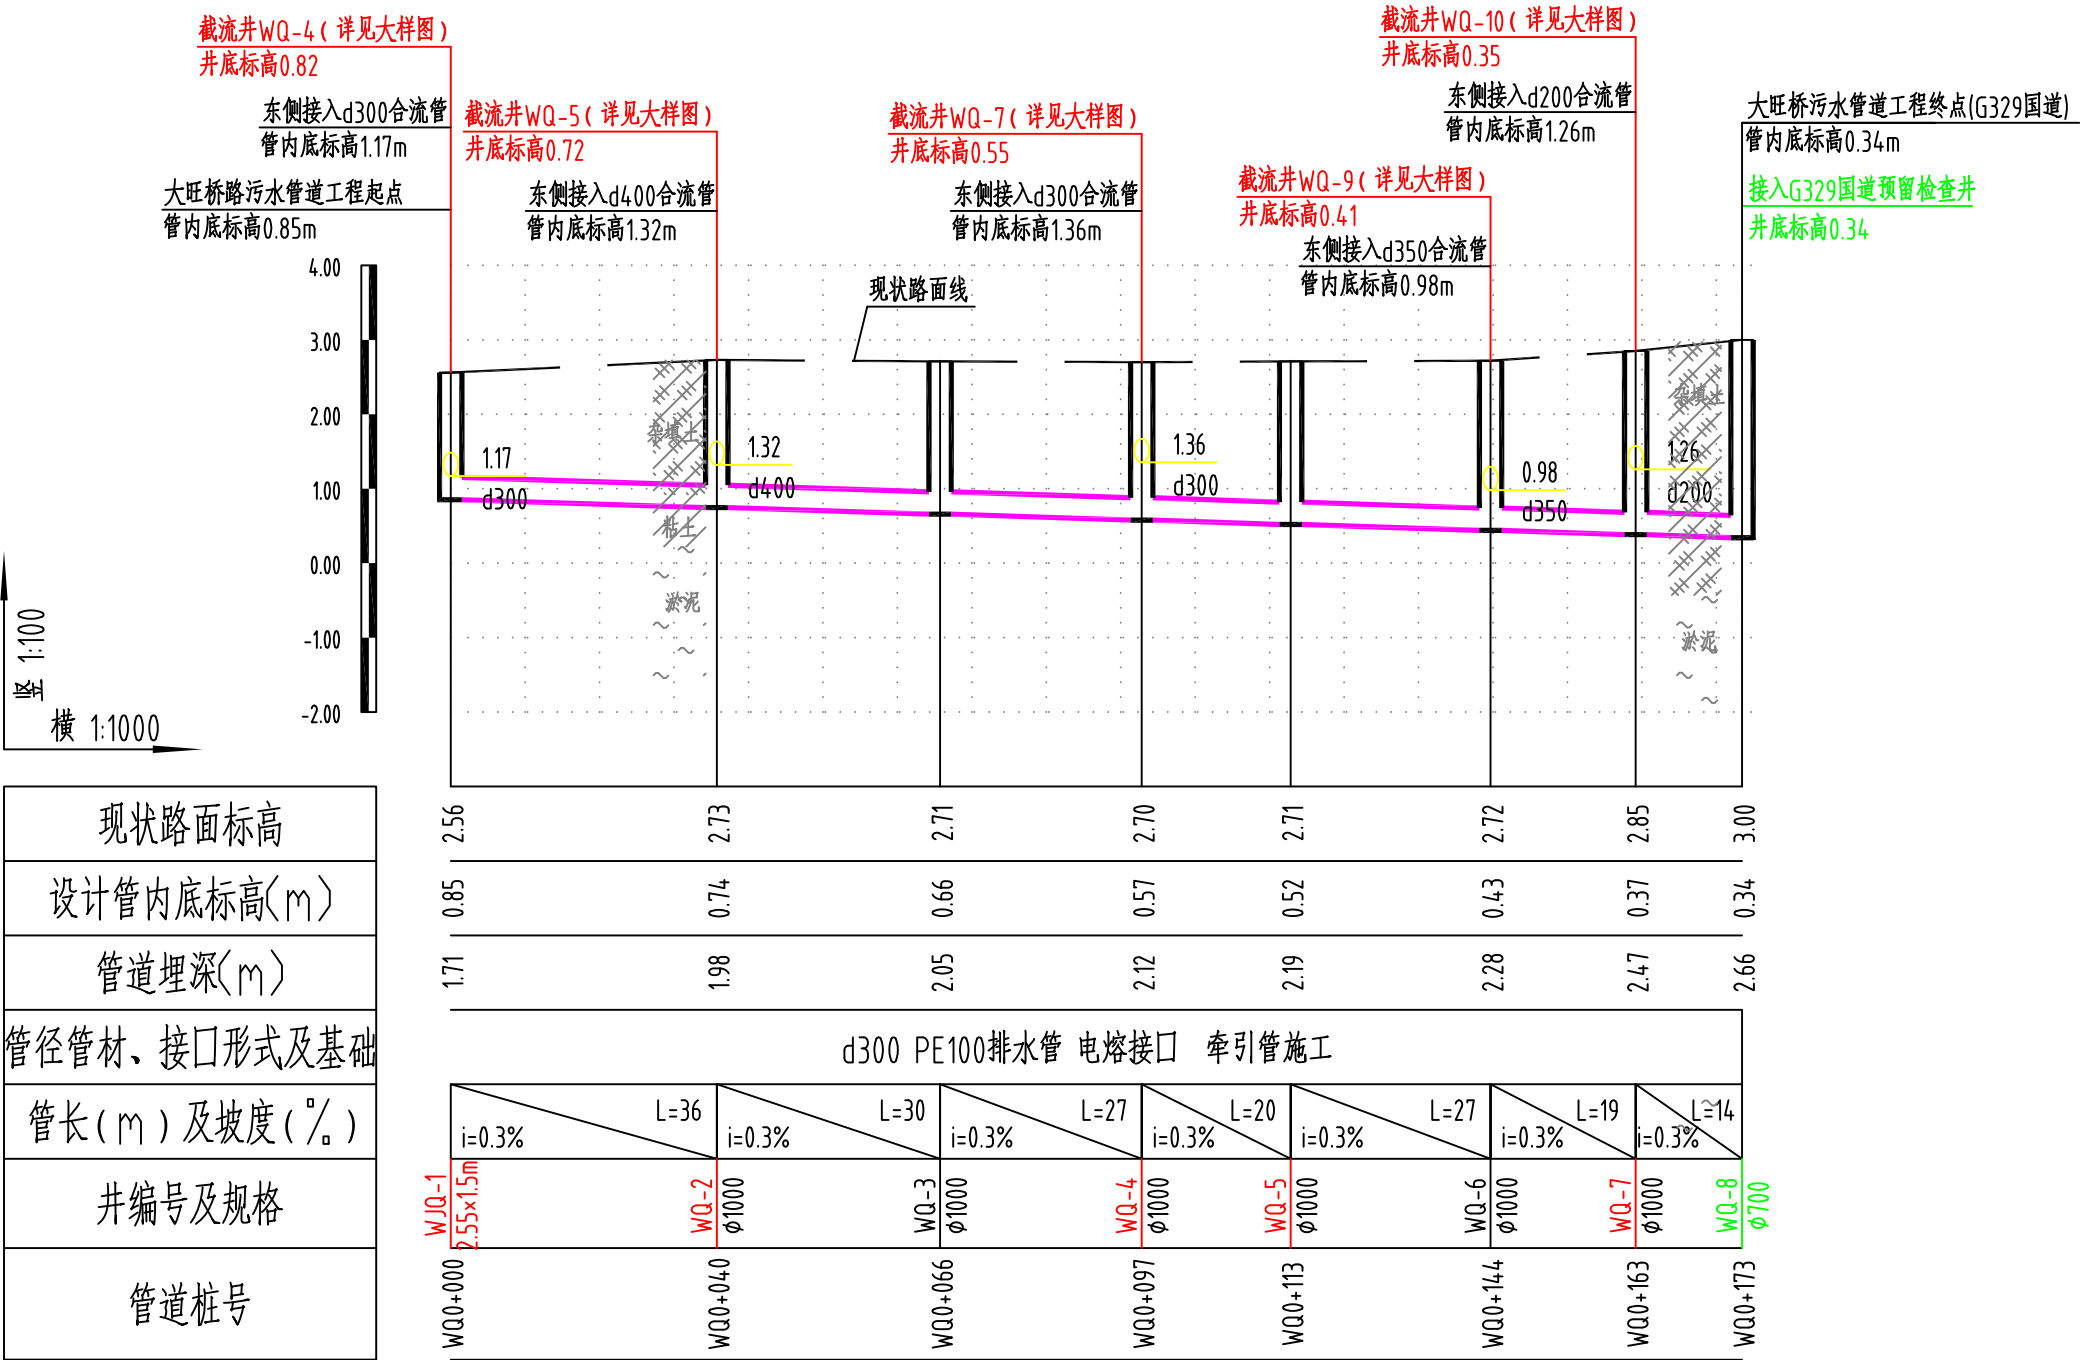 截流井WQ-4(详见大样图)
井底标高0.82
东侧接入d300合流管
管内底标高1.17m
大旺桥路污水管道工程起点
管内底标高0.85m
截流井WQ-5(详见大样图)
井底标高0.72
东侧接入d400合流管
管内底标高1.32m
截流井WQ-7(详见大样图)
井底标高0.55
东侧接入d300合流管
管内底标高1.36m
截流井WQ-9(详见大样图)
井底标高0.41
东侧接入d350合流管
管内底标高0.98m
截流井WQ-10(详见大样图)
井底标高0.35
东侧接入d200合流管
管内底标高1.26m
大旺桥污水管道工程终点(G329国道)
管内底标高0.34m
接入G329国道预留检查井
井底标高0.34
现状路面线
4.00
3.00
2.00
1.00
0.00
-1.00
-2.00
竖 1:100
横 1:1000
1.17
d300
杂填土
粘土
淤泥
1.32
d400
1.36
d300
0.98
d350
1.26
d200
杂填土
淤泥
现状路面标高 2.56 2.73 2.71 2.70 2.71 2.72 2.85 3.00
设计管内底标高(m) 0.85 0.74 0.66 0.57 0.52 0.43 0.37 0.34
管道埋深(m) 1.71 1.98 2.05 2.12 2.19 2.28 2.47 2.66
管径管材、接口形式及基础 d300 PE100排水管 电熔接口 牵引管施工
管长(m)及坡度(%)
L=36 L=30 L=27 L=20 L=27 L=19 L=14
i=0.3% i=0.3% i=0.3% i=0.3% i=0.3% i=0.3% i=0.3%
井编号及规格
WJQ-1 WQ-2 WQ-3 WQ-4 WQ-5 WQ-6 WQ-7 WQ-8
2.55×1.5m φ1000 φ1000 φ1000 φ1000 φ1000 φ1000 φ700
管道桩号 WQ0+000 WQ0+040 WQ0+066 WQ0+097 WQ0+113 WQ0+144 WQ0+163 WQ0+173